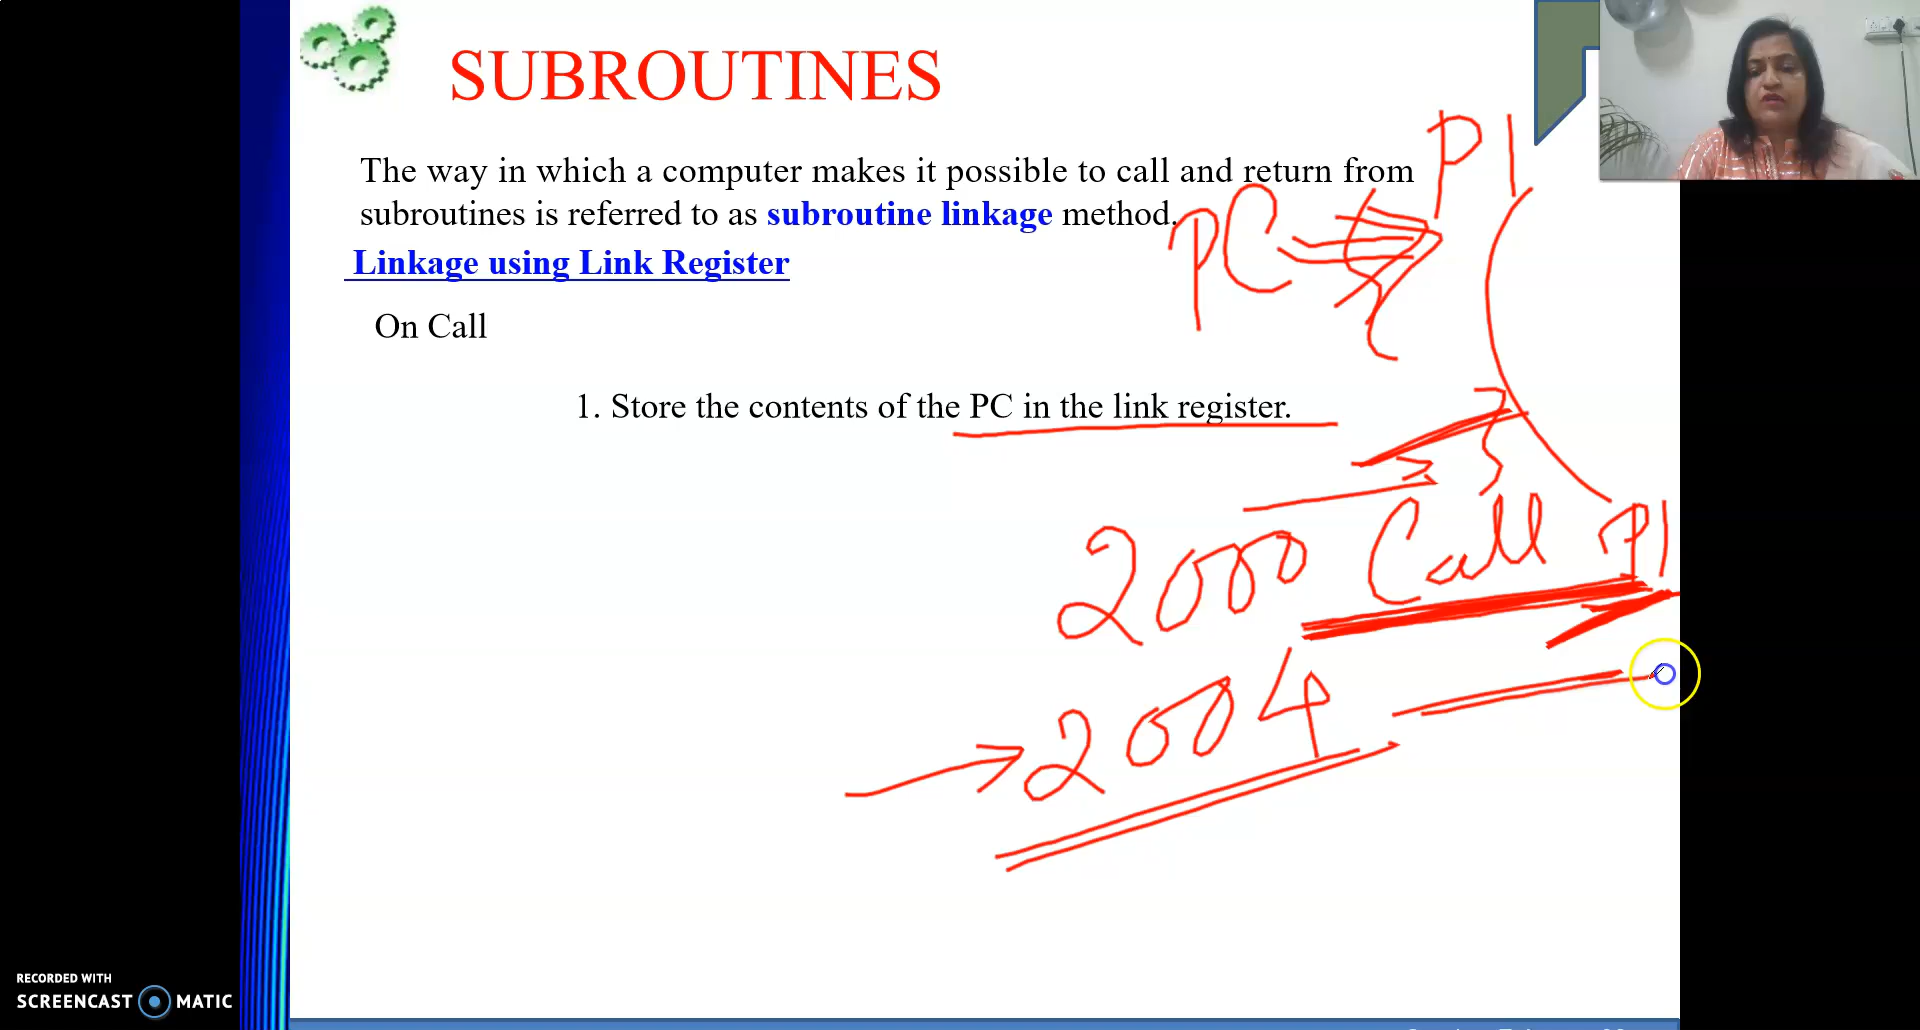 SUBROUTINES
The way in which a computer makes it possible to call and return from
subroutines is referred to as subroutine linkage method.
Linkage using Link Register
On Call
1. Store the contents of the PC in the link register.
P1
PC
2000 Call P1
2004
RECORDED WITH
SCREENCAST MATIC